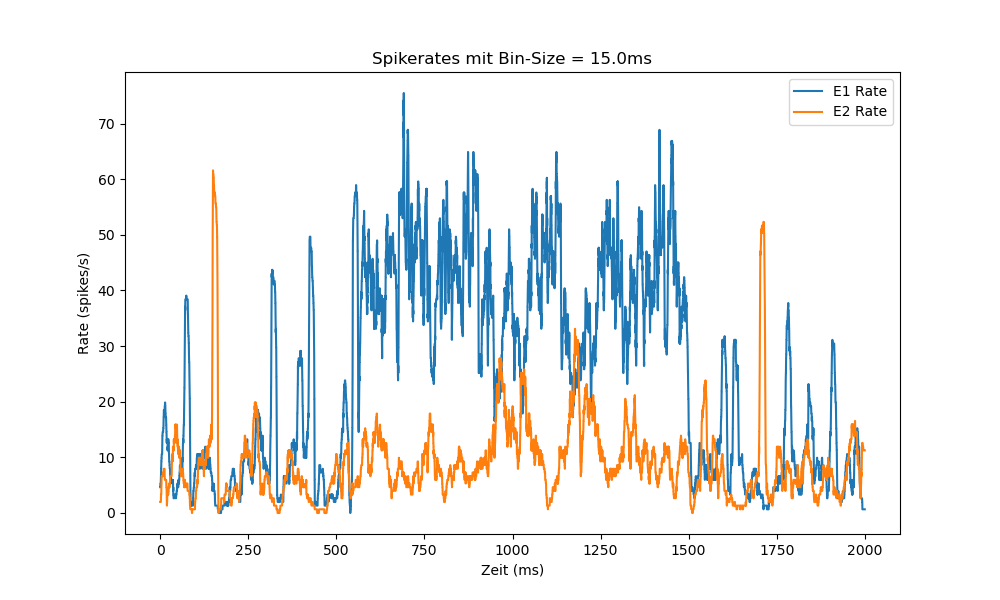 Spikerates mit Bin-Size = 15.0ms
E1 Rate
E2 Rate
Rate (spikes/s)
70
60
50
40
30
20
10
0
0 250 500 750 1000 1250 1500 1750 2000
Zeit (ms)